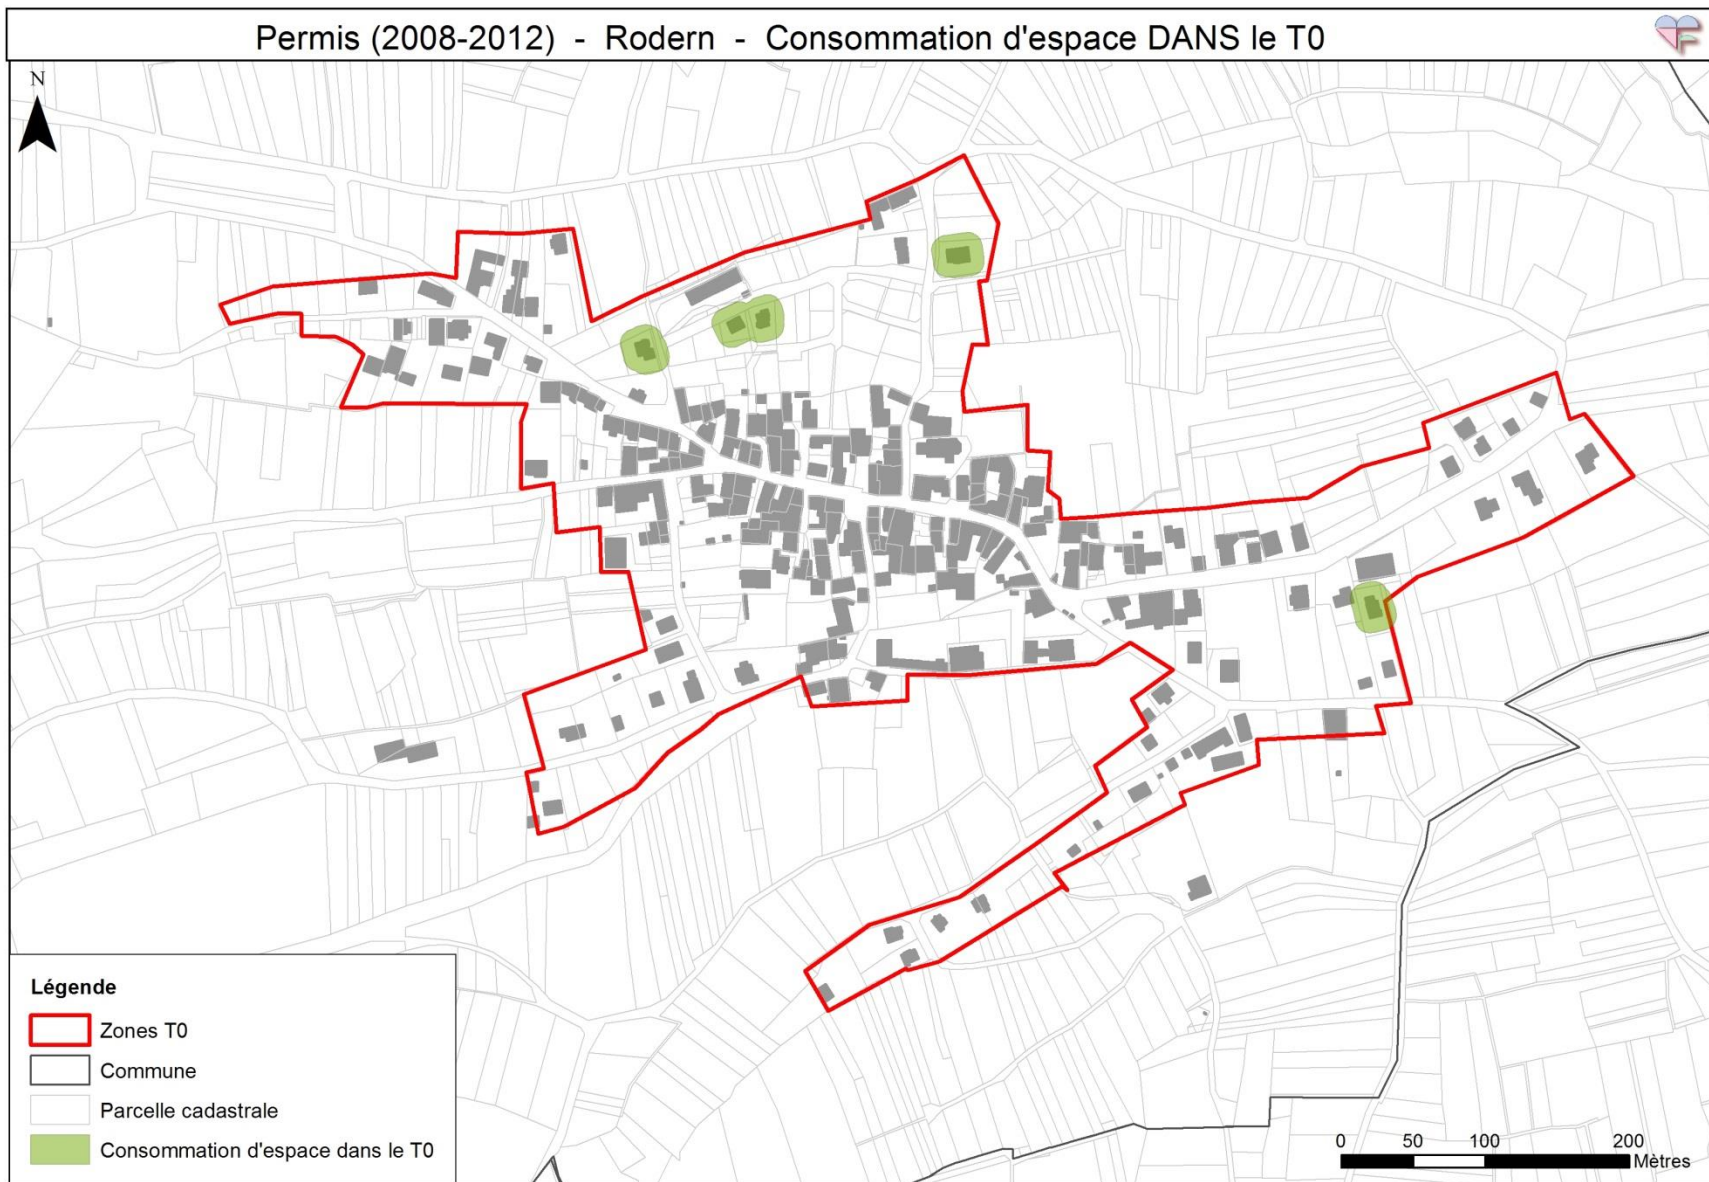 Permis (2008-2012) - Rodern - Consommation d'espace DANS le T0
N
Légende
Zones T0
Commune
Parcelle cadastrale
Consommation d'espace dans le T0
0 50 100 200
Mètres